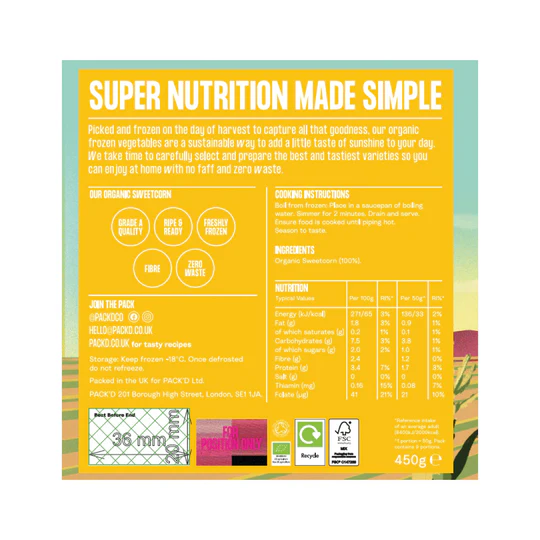 SUPER NUTRITION MADE SIMPLE
Picked and frozen on the day of harvest to capture all that goodness, our organic
frozen vegetables are a sustainable way to add a little taste of sunshine to your day.
We take time to carefully select and prepare the best and tastiest varieties so you
can enjoy at home with no faff and zero waste.
OUR ORGANIC SWEETCORN
GRADE A
QUALITY
RIPE &
READY
FRESHLY
FROZEN
FIBRE
ZERO
WASTE
JOIN THE PACK
@PACKDCO
HELLO@PACKD.CO.UK
PACKD.CO.UK for tasty recipes
Storage: Keep frozen -18°C. Once defrosted
do not refreeze.
Packed in the UK for PACK'D Ltd.
PACK'D 201 Borough High Street, London, SE1 1JA.
COOKING INSTRUCTIONS
Boil from frozen: Place in a saucepan of boiling
water. Simmer for 2 minutes. Drain and serve.
Ensure food is cooked until piping hot.
Season to taste.
INGREDIENTS
Organic Sweetcorn (100%).
NUTRITION
Typical Values Per 100g RIN* Per 50g^ RIN*
Energy (kJ/kcal) 271/65 3% 136/33 2%
Fat (g) 1.8 3% 0.9 1%
of which saturates (g) 0.2 1% 0.1 1%
Carbohydrates (g) 7.5 3% 3.8 1%
of which sugars (g) 2.0 2% 1.0 1%
Fibre (g) 2.4 1.2 0%
Protein (g) 3.4 7% 1.7 3%
Salt (g) 0 0% 0 0%
Thiamin (mg) 0.16 15% 0.08 7%
Folate (µg) 41 21% 21 10%
Best Before End
36 mm
20 mm
FOR
POSITION ONLY
Recycle
FSC
MIX
*Reference intake
of an average adult
(8400kJ/2000kcal)
^1 portion = 50g. Pack
contains 9 portions.
450g ℮